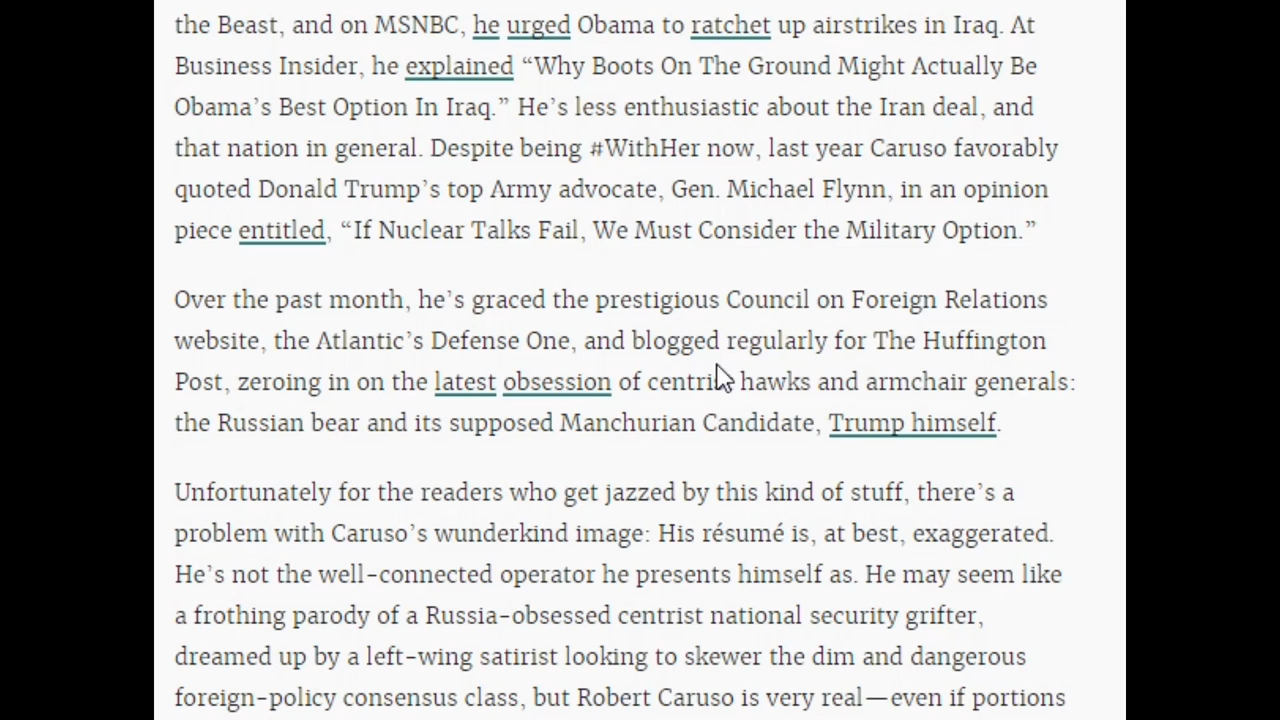 the Beast, and on MSNBC, he urged Obama to ratchet up airstrikes in Iraq. At
Business Insider, he explained “Why Boots On The Ground Might Actually Be
Obama’s Best Option In Iraq.” He’s less enthusiastic about the Iran deal, and
that nation in general. Despite being #WithHer now, last year Caruso favorably
quoted Donald Trump’s top Army advocate, Gen. Michael Flynn, in an opinion
piece entitled, “If Nuclear Talks Fail, We Must Consider the Military Option.”
Over the past month, he’s graced the prestigious Council on Foreign Relations
website, the Atlantic’s Defense One, and blogged regularly for The Huffington
Post, zeroing in on the latest obsession of centrist hawks and armchair generals:
the Russian bear and its supposed Manchurian Candidate, Trump himself.
Unfortunately for the readers who get jazzed by this kind of stuff, there’s a
problem with Caruso’s wunderkind image: His résumé is, at best, exaggerated.
He’s not the well-connected operator he presents himself as. He may seem like
a frothing parody of a Russia-obsessed centrist national security grifter,
dreamed up by a left-wing satirist looking to skewer the dim and dangerous
foreign-policy consensus class, but Robert Caruso is very real—even if portions